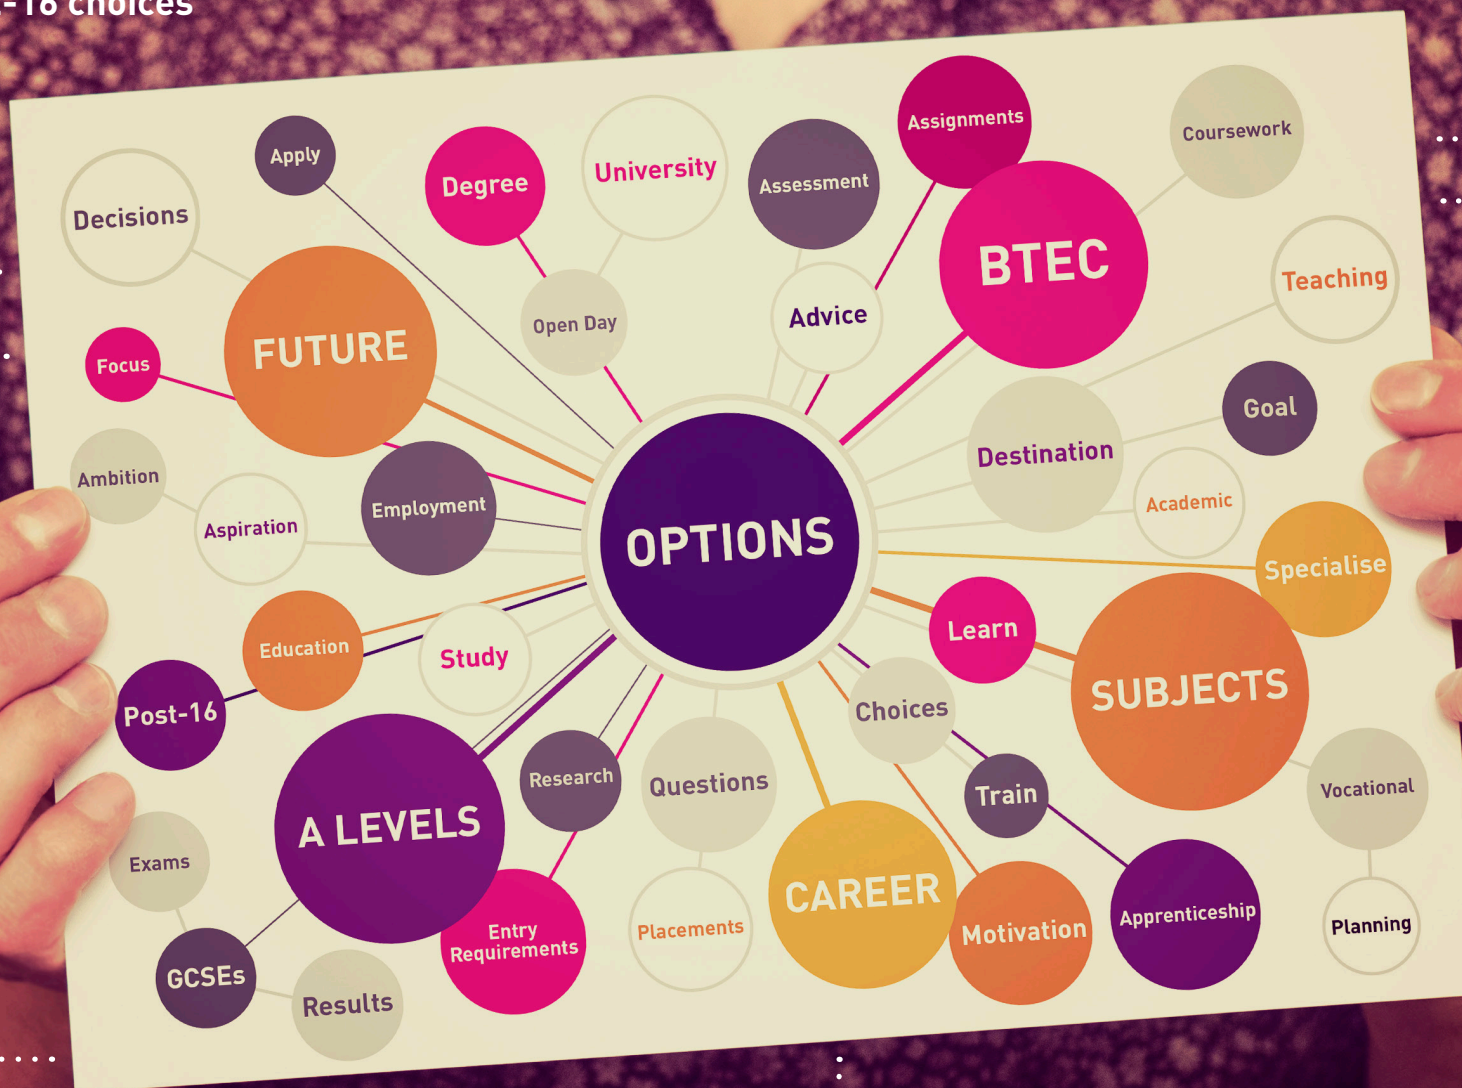 -16 choices
Assignments
Coursework
Apply
University
Degree
Assessment
Decisions
BTEC
Teaching
Advice
Open Day
FUTURE
Focus
Goal
Destination
Ambition
Employment
Academic
Aspiration
OPTIONS
Specialise
Education
Study
Learn
SUBJECTS
Post-16
Choices
Research
Questions
Train
Vocational
A LEVELS
Exams
CAREER
Entry
Requirements
Placements
Motivation
Apprenticeship
Planning
GCSEs
Results